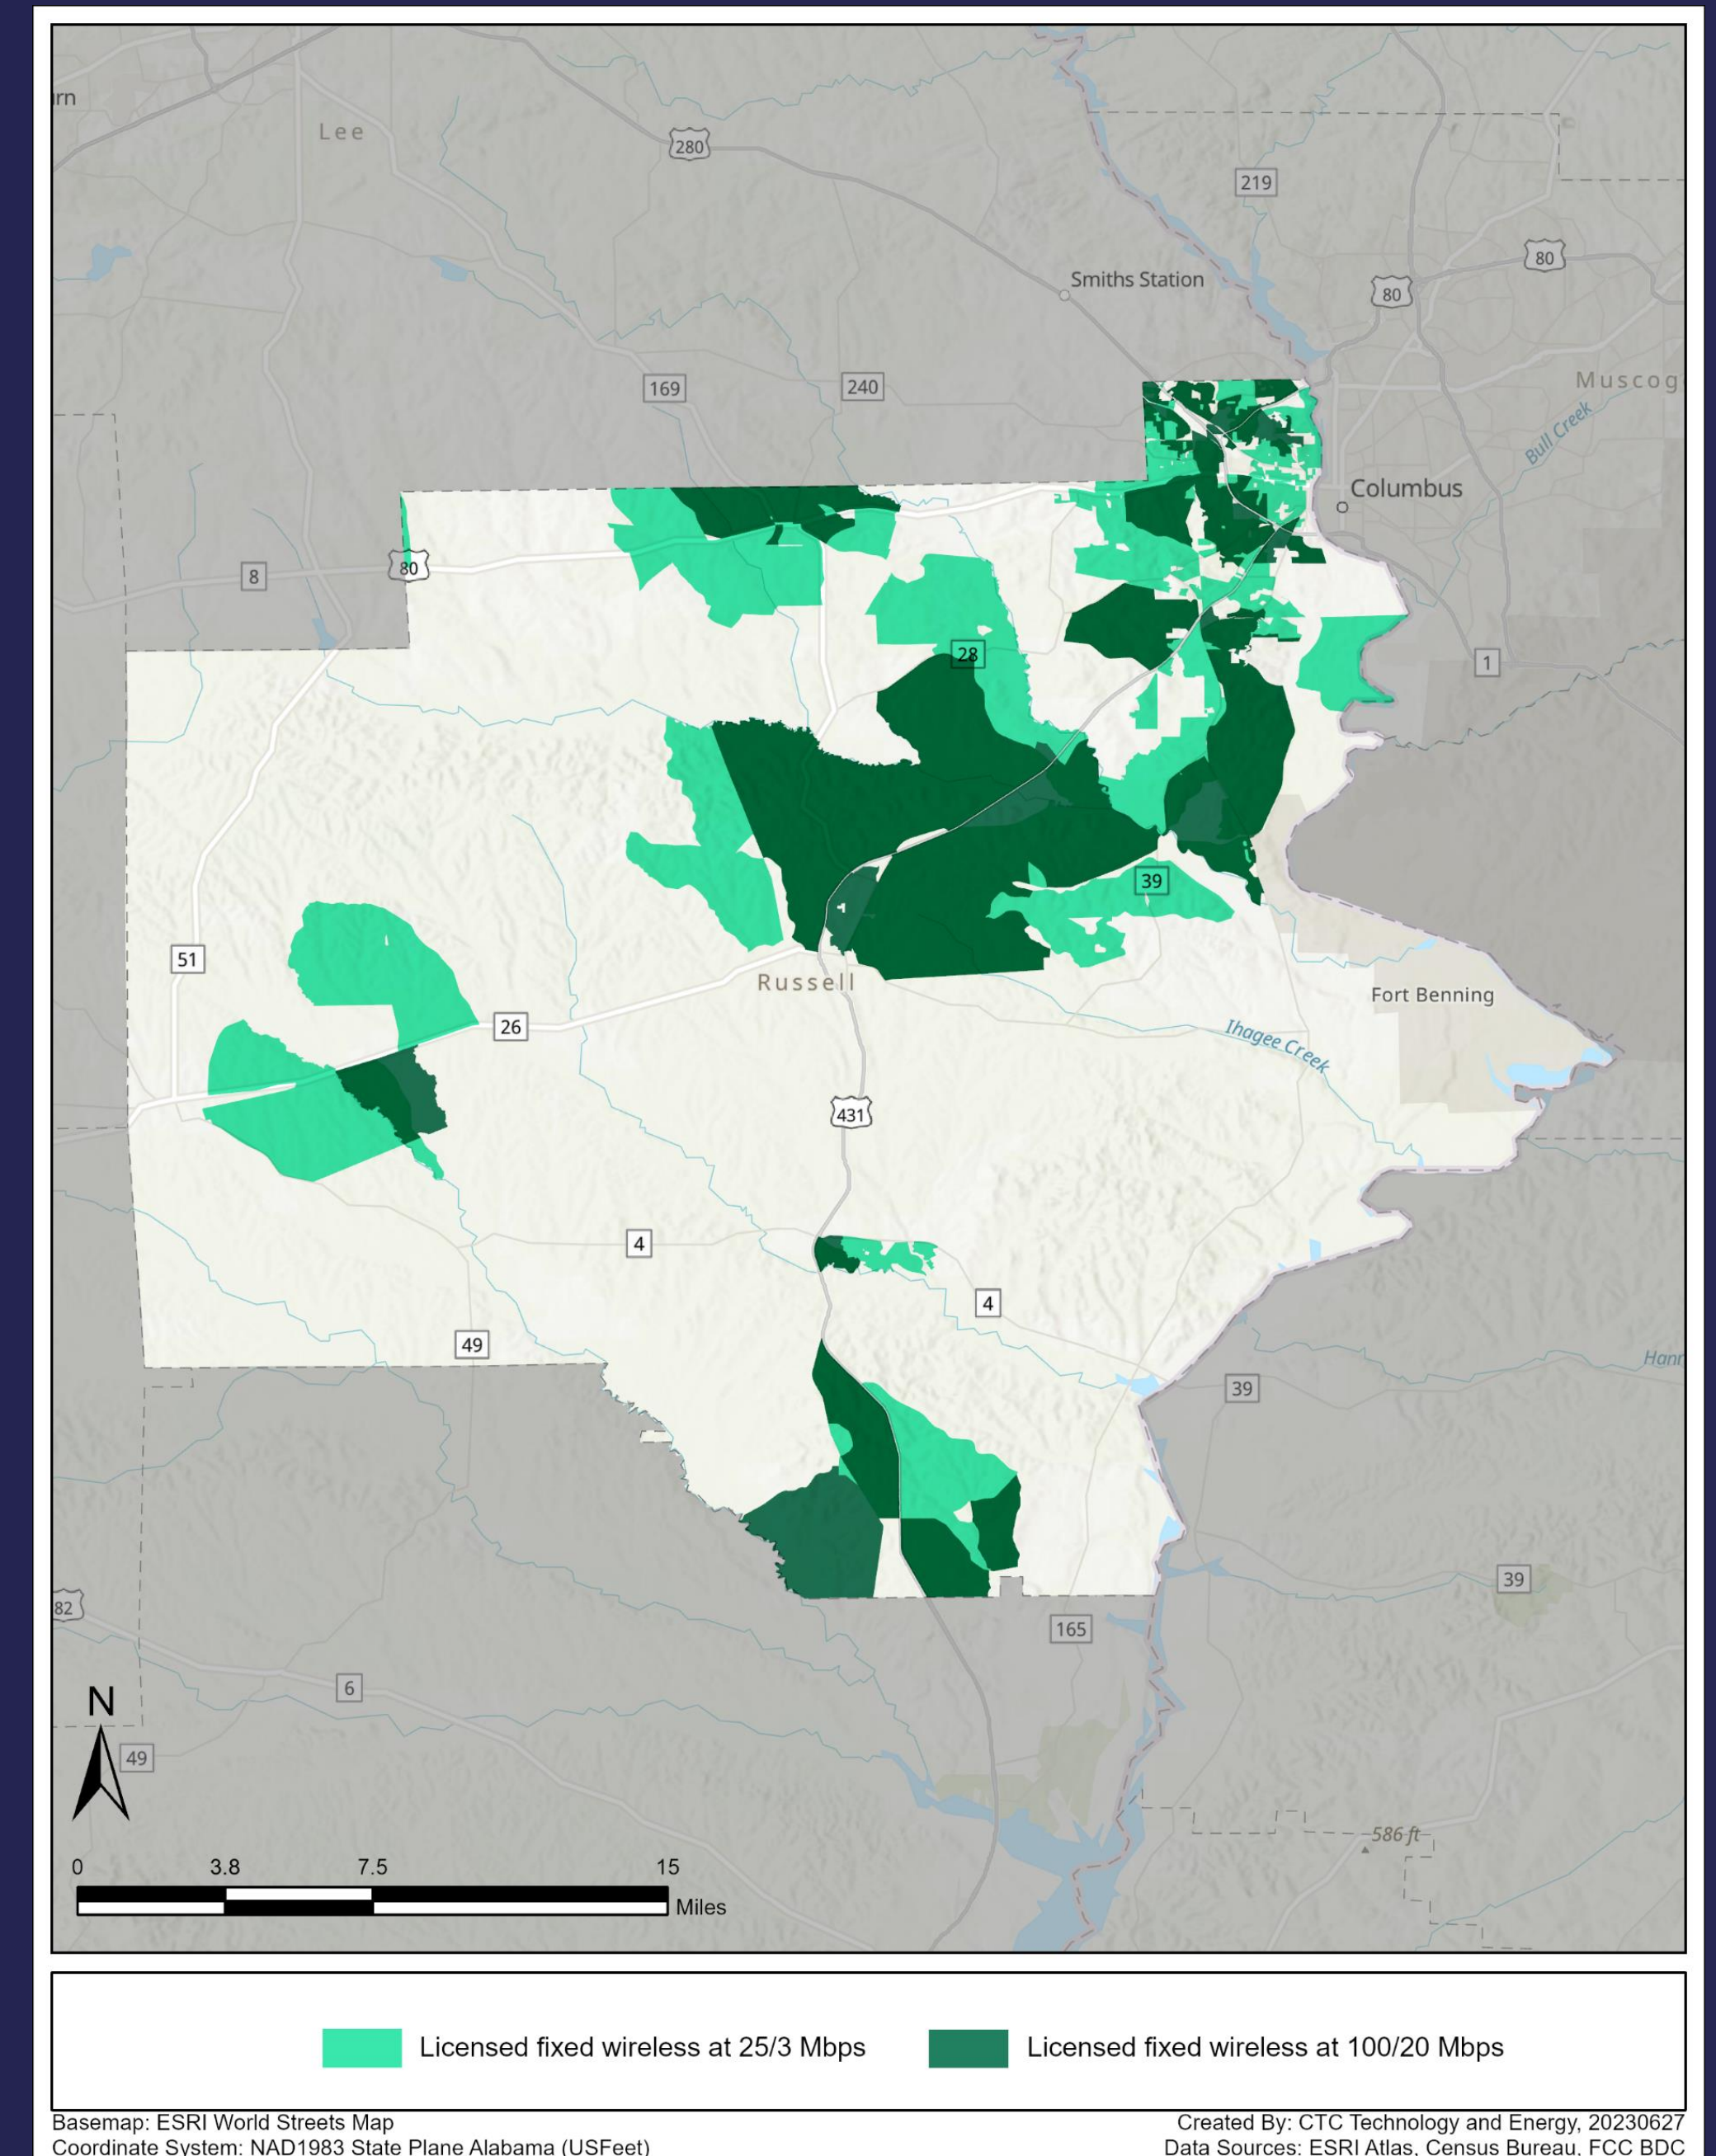 rn
Lee
280
219
80
80
Smiths Station
169
240
Muscog
Bull Creek
Columbus
8
80
28
1
39
51
Russell
Fort Benning
26
Ihagee Creek
431
4
4
49
Hanr
39
39
82
165
6
N
49
586 ft
0 3.8 7.5 15
Miles
Licensed fixed wireless at 25/3 Mbps
Licensed fixed wireless at 100/20 Mbps
Basemap: ESRI World Streets Map
Created By: CTC Technology and Energy, 20230627
Coordinate System: NAD1983 State Plane Alabama (USFeet)
Data Sources: ESRI Atlas, Census Bureau, FCC BDC